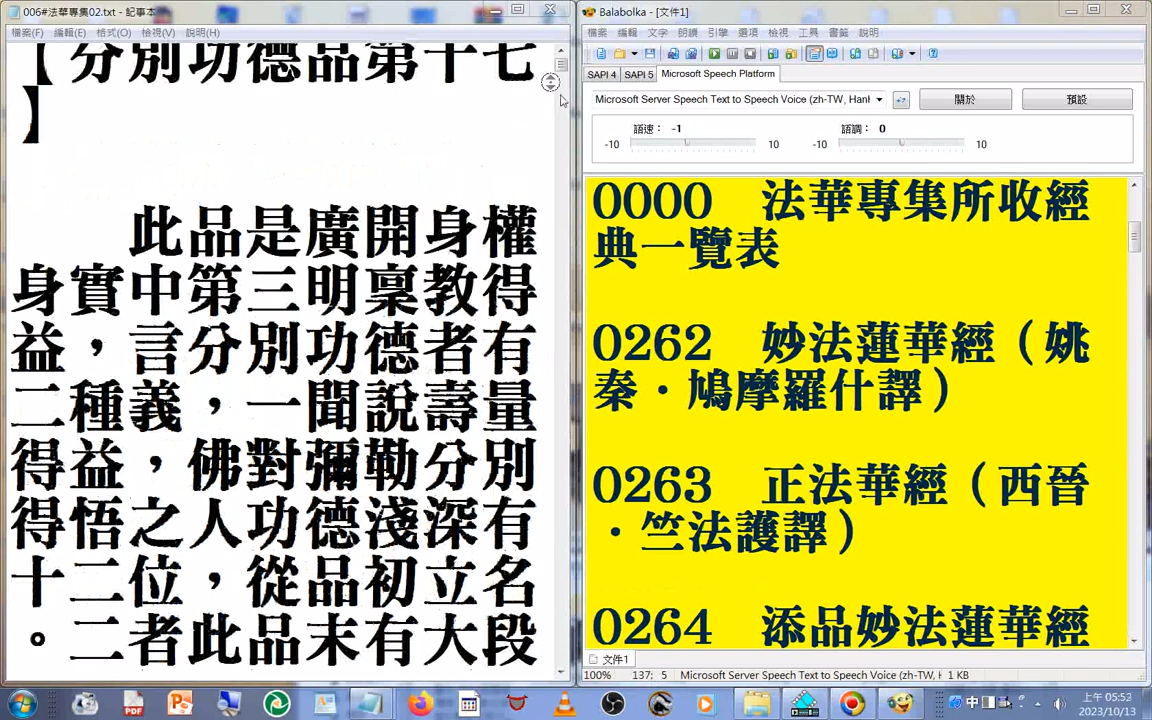 006#法華專集02.txt - 記事本
檔案(F) 編輯(E) 格式(O) 檢視(V) 說明(H)
【分別功德品第十七
】
此品是廣開身權
身實中第三明稟教得
益，言分別功德者有
二種義，一聞說壽量
得益，佛對彌勒分別
得悟之人功德淺深有
十二位，從品初立名
。二者此品末有大段
Balabolka - [文件1]
檔案 編輯 文字 朗讀 引擎 選項 檢視 工具 書籤 說明
SAPI 4 SAPI 5 Microsoft Speech Platform
Microsoft Server Speech Text to Speech Voice (zh-TW, HanH
關於 預設
語速： -1 語調： 0
-10 10 -10 10
0000 法華專集所收經
典一覽表
0262 妙法蓮華經（姚
秦．鳩摩羅什譯）
0263 正法華經（西晉
．竺法護譯）
0264 添品妙法蓮華經
文件1
100% 137: 5 Microsoft Server Speech Text to Speech Voice (zh-TW, H 1 KB
PDF
中
上午 05:52
2023/10/13